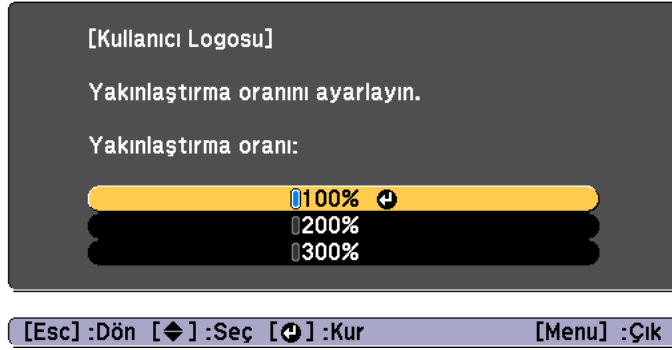 [Kullanıcı Logosu]
Yakınlaştırma oranını ayarlayın.
Yakınlaştırma oranı:
100%
200%
300%
[Esc] :Dön [◆] :Seç [⏎] :Kur [Menu] :Çık